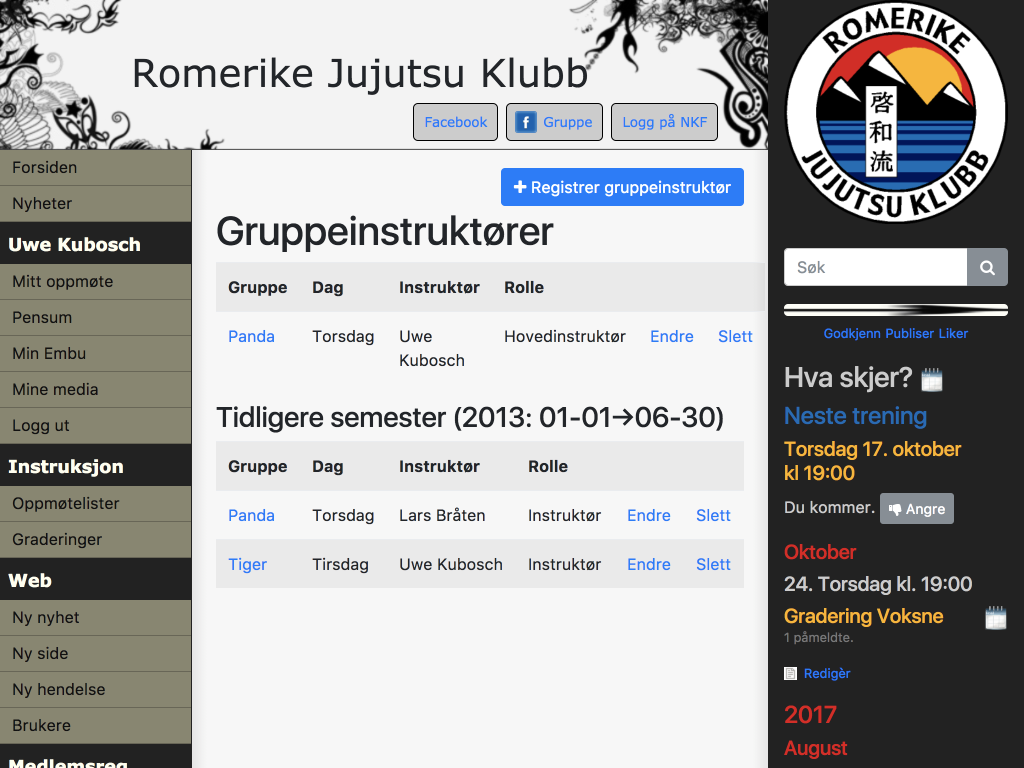 Romerike Jujutsu Klubb
Facebook
Gruppe
Logg på NKF
Forsiden
Nyheter
Uwe Kubosch
Mitt oppmøte
Pensum
Min Embu
Mine media
Logg ut
Instruksjon
Oppmøtelister
Graderinger
Web
Ny nyhet
Ny side
Ny hendelse
Brukere
Medlemsreg
Registrer gruppeinstruktør
Gruppeinstruktører
Gruppe Dag Instruktør Rolle
Panda Torsdag Uwe Kubosch Hovedinstruktør Endre Slett
Tidligere semester (2013: 01-01→06-30)
Gruppe Dag Instruktør Rolle
Panda Torsdag Lars Bråten Instruktør Endre Slett
Tiger Tirsdag Uwe Kubosch Instruktør Endre Slett
ROMERIKE
啓和流
JUJUTSU KLUBB
Søk
Godkjenn Publiser Liker
Hva skjer?
Neste trening
Torsdag 17. oktober
kl 19:00
Du kommer. Angre
Oktober
24. Torsdag kl. 19:00
Gradering Voksne
1 påmeldte.
Redigèr
2017
August